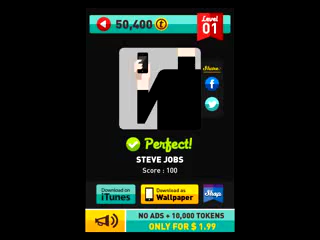 50,400
Level
01
Share:
Perfect!
STEVE JOBS
Score : 100
Download on
iTunes
Download as
Wallpaper
Shop
NO ADS + 10,000 TOKENS
ONLY FOR $ 1.99